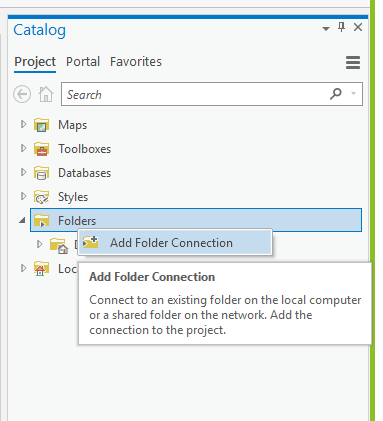 Catalog
Project Portal Favorites
Search
Maps
Toolboxes
Databases
Styles
Folders
Add Folder Connection
Loc
Add Folder Connection
Connect to an existing folder on the local computer
or a shared folder on the network. Add the
connection to the project.